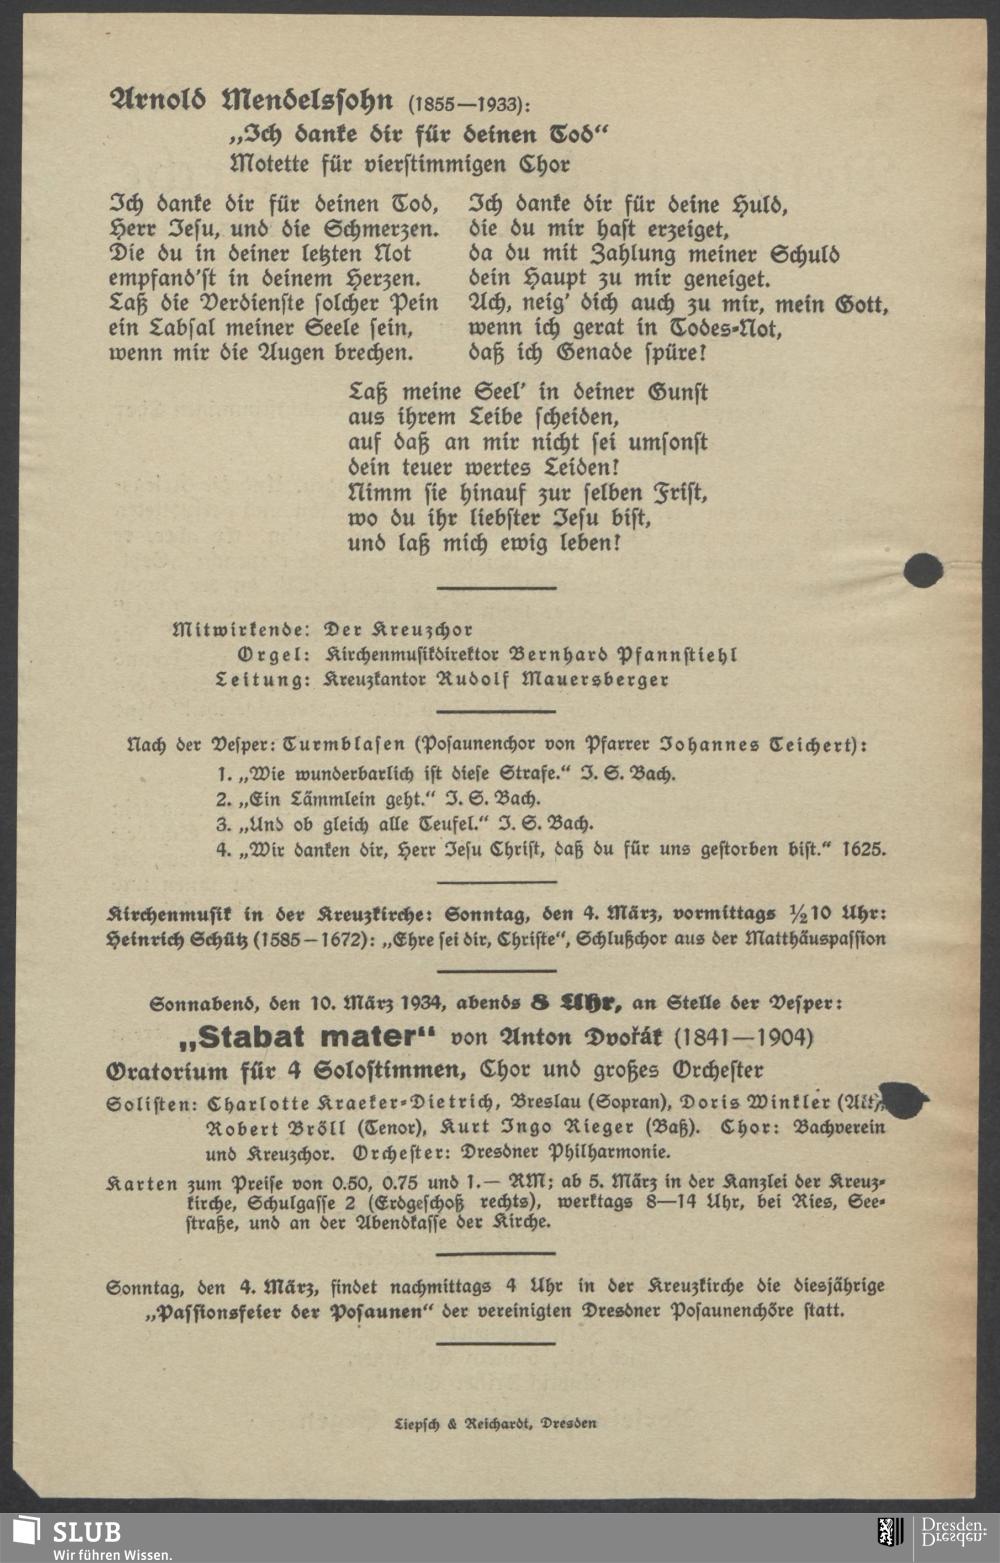 Arnold Mendelssohn (1855—1933):
„Ich danke dir für deinen Tod“
Motette für vierstimmigen Chor
Ich danke dir für deinen Tod,
Herr Jesu, und die Schmerzen.
Die du in deiner letzten Not
empfand'st in deinem Herzen.
Laß die Verdienste solcher Pein
ein Labsal meiner Seele sein,
wenn mir die Augen brechen.
Ich danke dir für deine Huld,
die du mir hast erzeiget,
da du mit Zahlung meiner Schuld
dein Haupt zu mir geneiget.
Ach, neig' dich auch zu mir, mein Gott,
wenn ich gerat in Todes-Not,
daß ich Genade spüre!
Laß meine Seel' in deiner Gunst
aus ihrem Leibe scheiden,
auf daß an mir nicht sei umsonst
dein teuer wertes Leiden!
Nimm sie hinauf zur selben Frist,
wo du ihr liebster Jesu bist,
und laß mich ewig leben!
Mitwirkende: Der Kreuzchor
Orgel: Kirchenmusikdirektor Bernhard Pfannstiehl
Leitung: Kreuzkantor Rudolf Mauersberger
Nach der Vesper: Turmblasen (Posaunenchor von Pfarrer Johannes Teichert):
1. „Wie wunderbarlich ist diese Strafe.“ J. S. Bach.
2. „Ein Lämmlein geht.“ J. S. Bach.
3. „Und ob gleich alle Teufel.“ J. S. Bach.
4. „Wir danken dir, Herr Jesu Christ, daß du für uns gestorben bist.“ 1625.
Kirchenmusik in der Kreuzkirche: Sonntag, den 4. März, vormittags ½10 Uhr:
Heinrich Schütz (1585–1672): „Ehre sei dir, Christe“, Schlußchor aus der Matthäuspassion
Sonnabend, den 10. März 1934, abends 8 Uhr, an Stelle der Vesper:
„Stabat mater“ von Anton Dvořák (1841—1904)
Oratorium für 4 Solostimmen, Chor und großes Orchester
Solisten: Charlotte Kraeker-Dietrich, Breslau (Sopran), Doris Winkler (Alt),
Robert Bröll (Tenor), Kurt Ingo Rieger (Baß). Chor: Bachverein
und Kreuzchor. Orchester: Dresdner Philharmonie.
Karten zum Preise von 0.50, 0.75 und 1.— RM; ab 5. März in der Kanzlei der Kreuz-
kirche, Schulgasse 2 (Erdgeschoß rechts), werktags 8—14 Uhr, bei Ries, See-
straße, und an der Abendkasse der Kirche.
Sonntag, den 4. März, findet nachmittags 4 Uhr in der Kreuzkirche die diesjährige
„Passionsfeier der Posaunen“ der vereinigten Dresdner Posaunenchöre statt.
Liepsch & Reichardt, Dresden
SLUB
Wir führen Wissen.
Dresden.
Dresden.